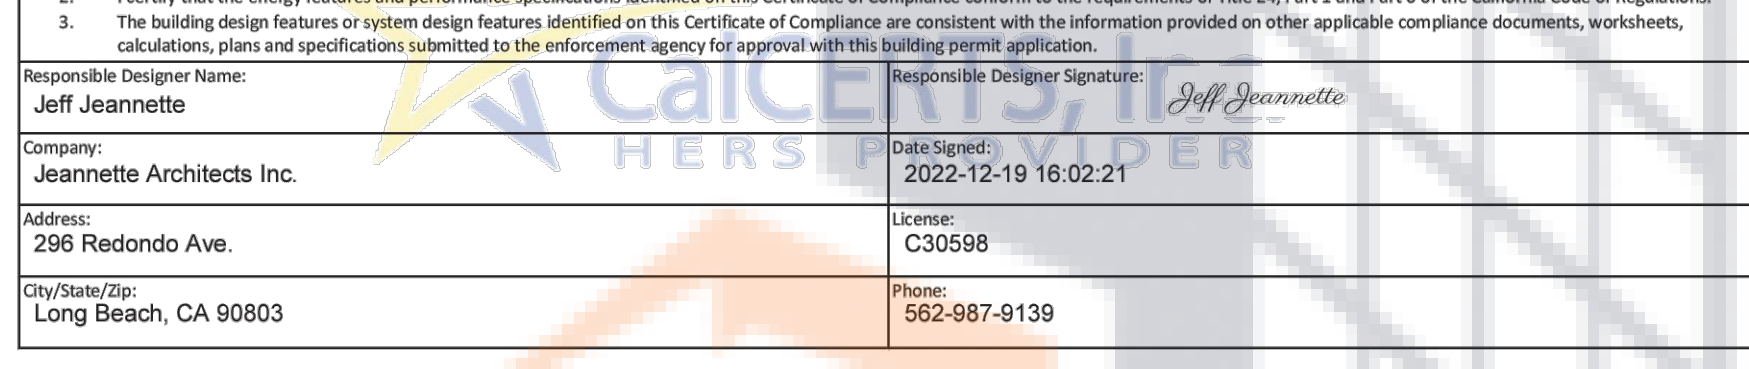 3. The building design features or system design features identified on this Certificate of Compliance are consistent with the information provided on other applicable compliance documents, worksheets,
calculations, plans and specifications submitted to the enforcement agency for approval with this building permit application.
CalCERTS, Inc.
HERS PROVIDER
Responsible Designer Name:
Jeff Jeannette
Responsible Designer Signature:
Jeff Jeannette
Company:
Jeannette Architects Inc.
Date Signed:
2022-12-19 16:02:21
Address:
296 Redondo Ave.
License:
C30598
City/State/Zip:
Long Beach, CA 90803
Phone:
562-987-9139